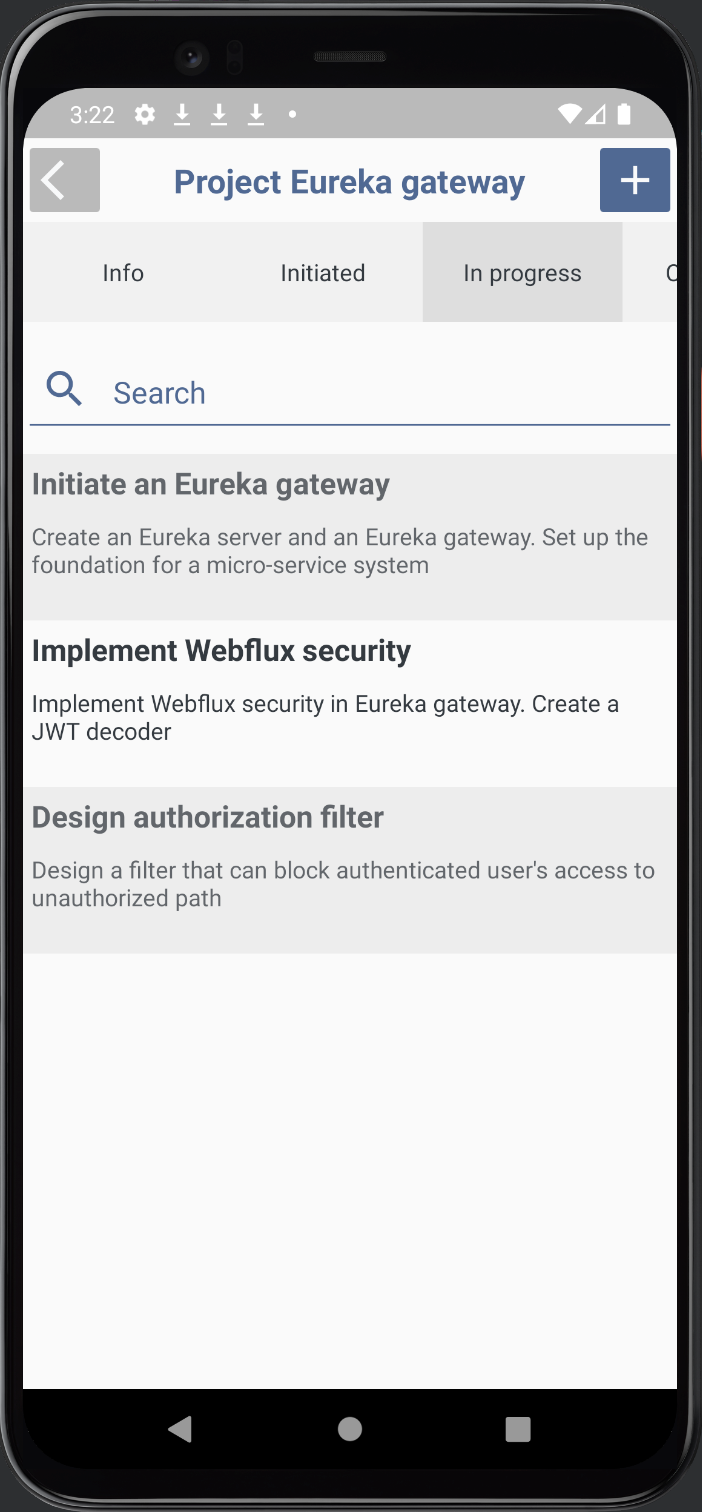 3:22
Project Eureka gateway
Info Initiated In progress
Search
Initiate an Eureka gateway
Create an Eureka server and an Eureka gateway. Set up the
foundation for a micro-service system
Implement Webflux security
Implement Webflux security in Eureka gateway. Create a
JWT decoder
Design authorization filter
Design a filter that can block authenticated user's access to
unauthorized path